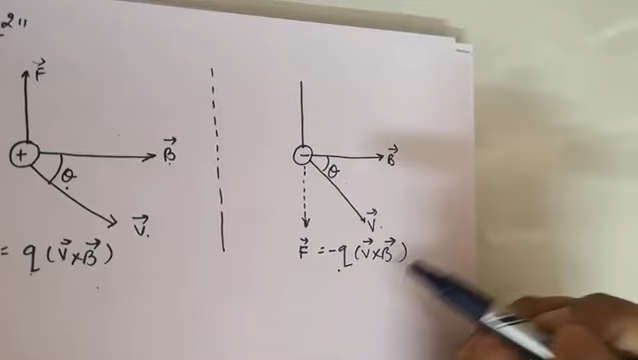 2"
F⃗
+ B⃗
θ
V⃗.
= q(V⃗×B⃗)
- B⃗
θ
V⃗.
F⃗ = -q(V⃗×B⃗)